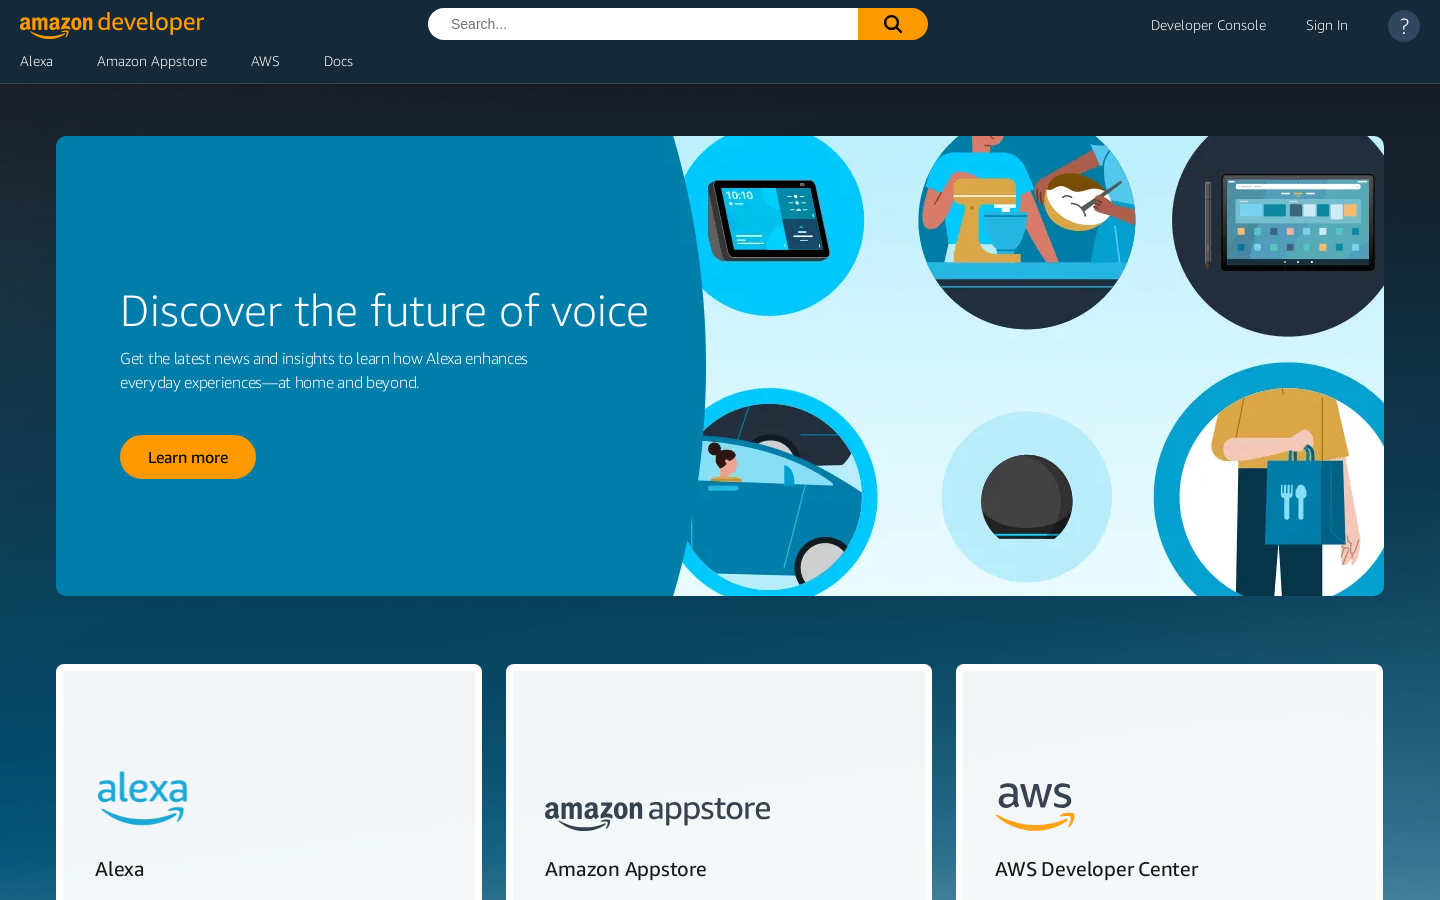 amazon developer
Search...
Developer Console
Sign In
?
Alexa
Amazon Appstore
AWS
Docs
10:10
Discover the future of voice
Get the latest news and insights to learn how Alexa enhances
everyday experiences—at home and beyond.
Learn more
alexa
amazon appstore
aws
Alexa
Amazon Appstore
AWS Developer Center